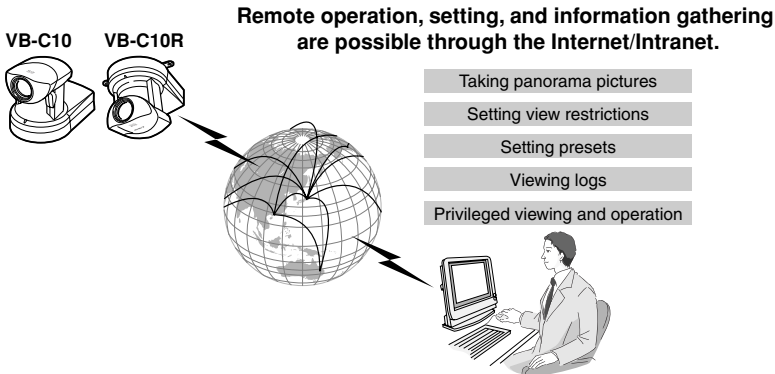 Remote operation, setting, and information gathering
are possible through the Internet/Intranet.
VB-C10 VB-C10R
Taking panorama pictures
Setting view restrictions
Setting presets
Viewing logs
Privileged viewing and operation